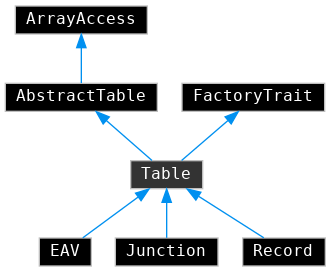 ArrayAccess
AbstractTable
FactoryTrait
Table
EAV
Junction
Record